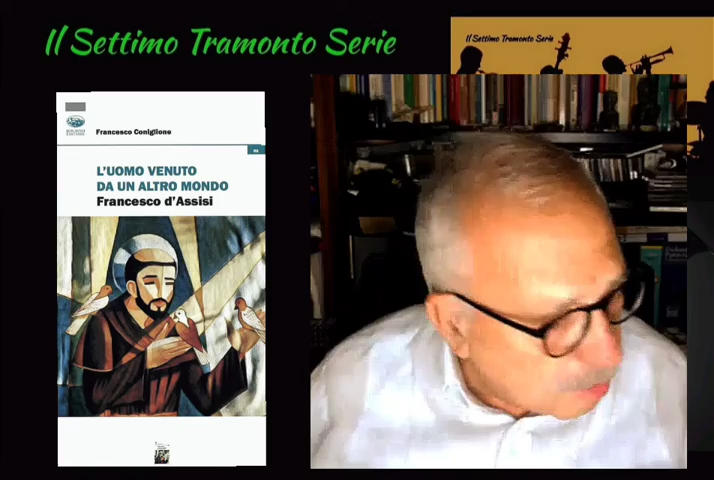 Il Settimo Tramonto Serie
Il Settimo Tramonto Serie
Francesco Coniglione
L'UOMO VENUTO
DA UN ALTRO MONDO
Francesco d'Assisi